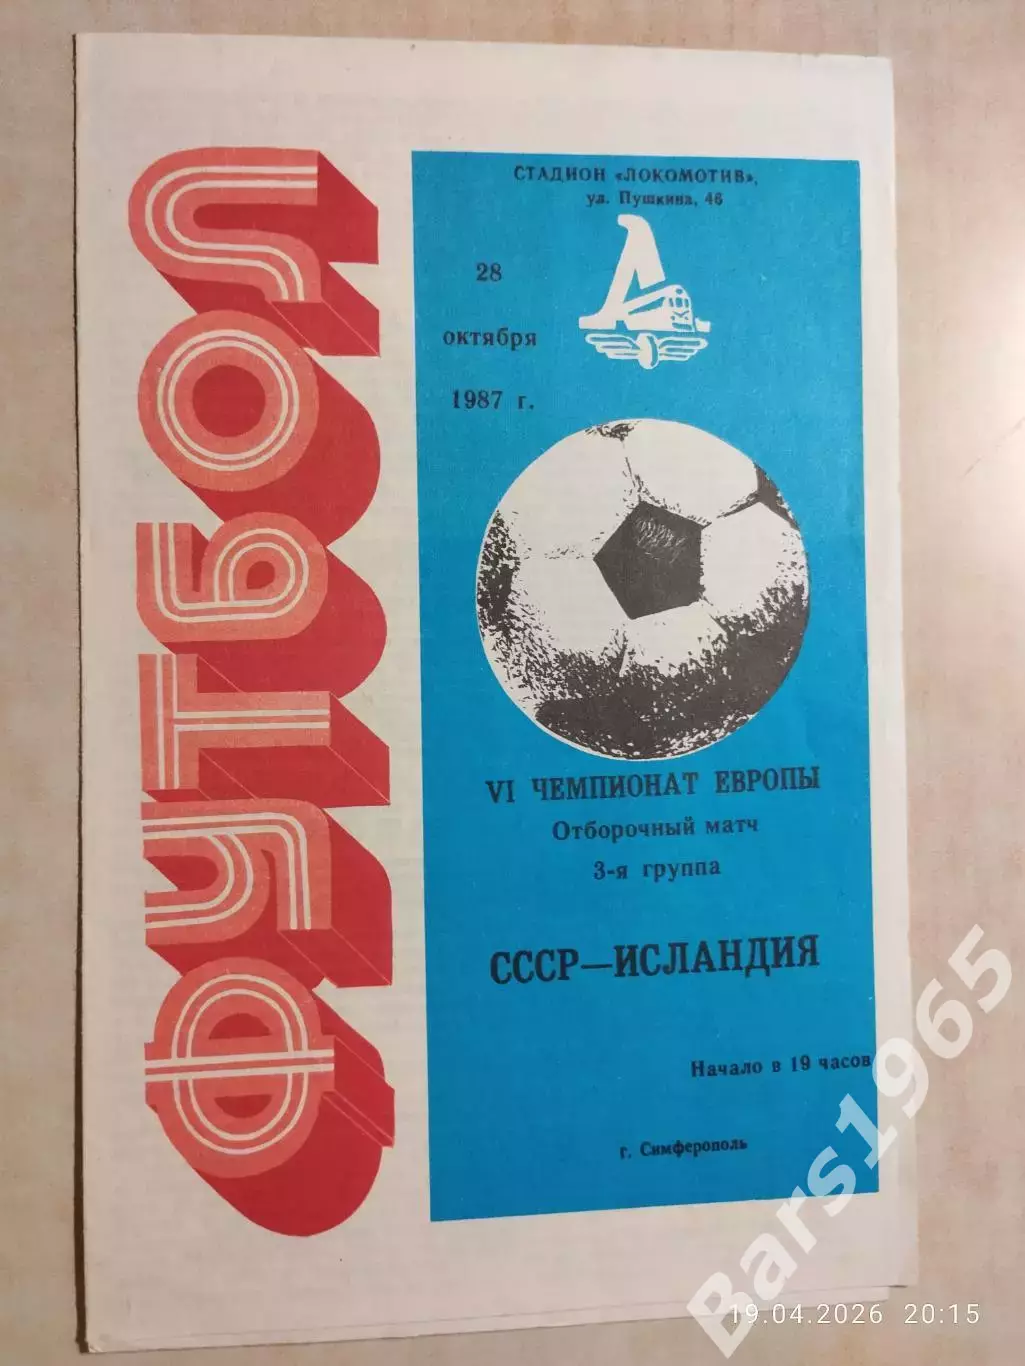 ФУТБОЛ
СТАДИОН «ЛОКОМОТИВ»,
ул. Пушкина, 46
28
октября
1987 г.
VI ЧЕМПИОНАТ ЕВРОПЫ
Отборочный матч
3-я группа
СССР—ИСЛАНДИЯ
Начало в 19 часов
г. Симферополь
Bars1965
19.04.2026 20:15